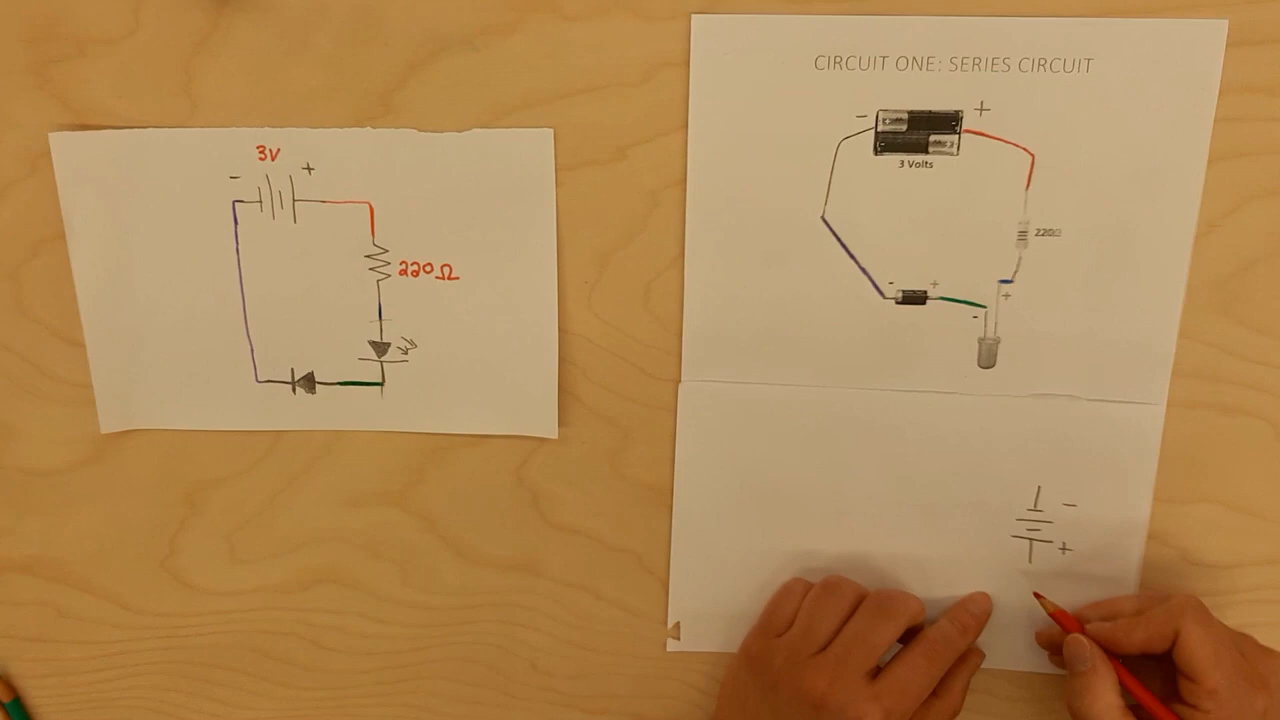 3V
- +
220Ω
CIRCUIT ONE: SERIES CIRCUIT
- +
3 Volts
220Ω
- +
+
-
-
+